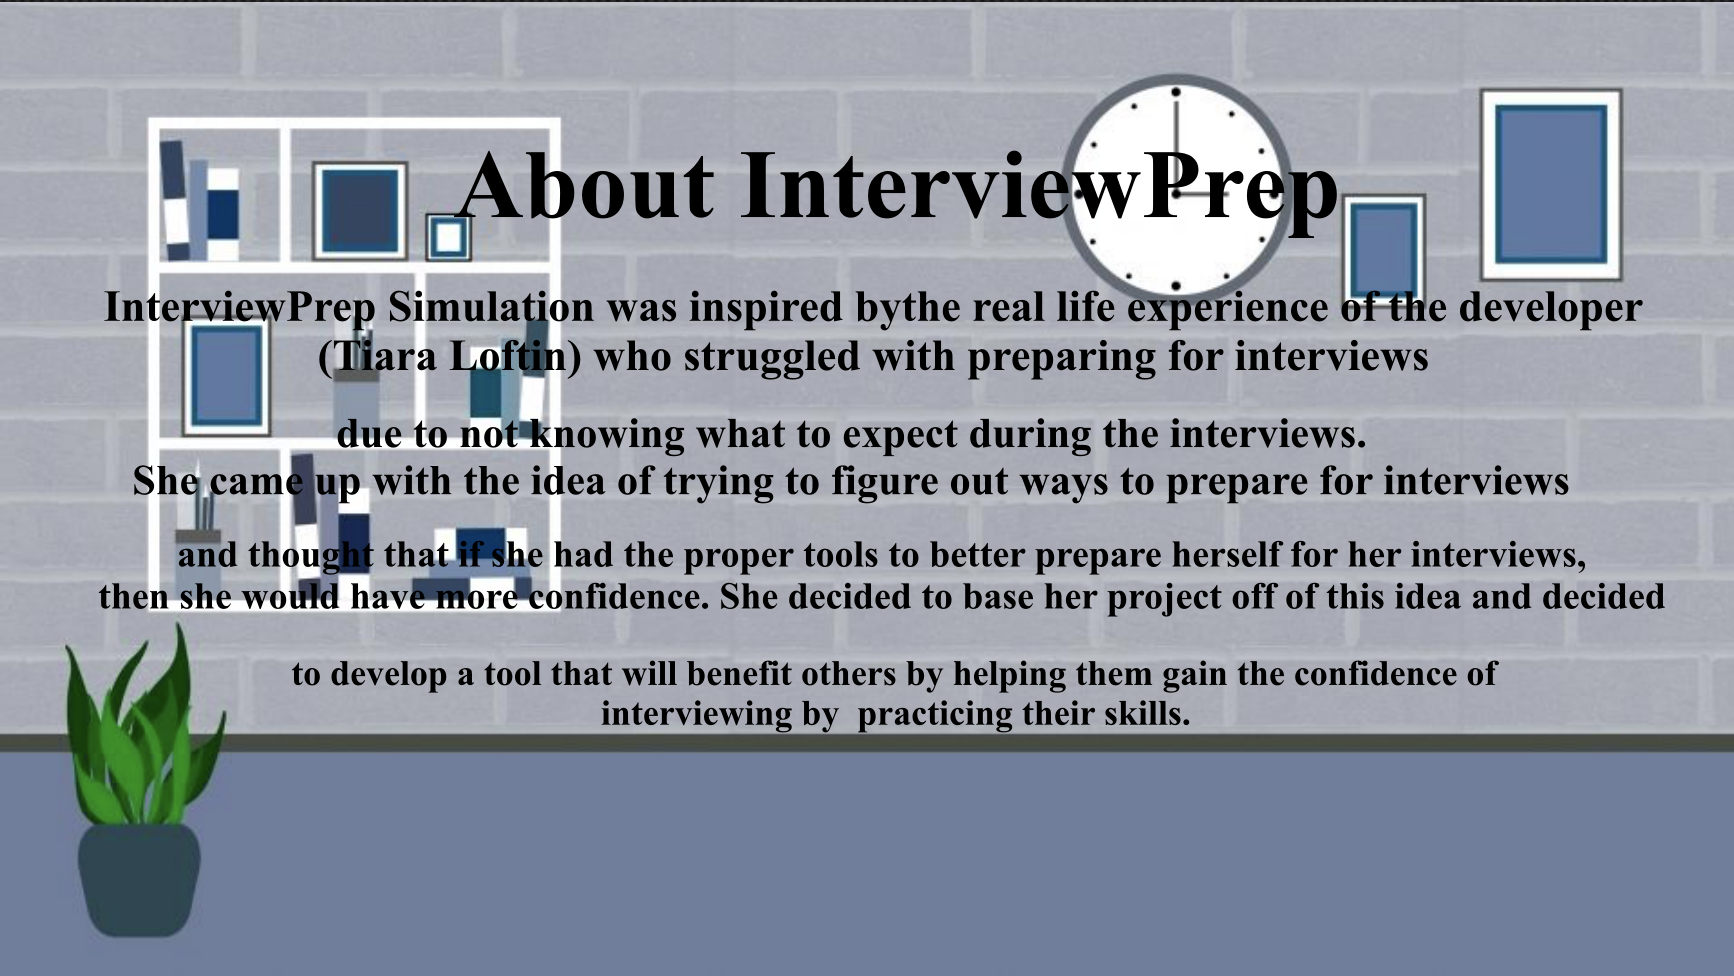 About InterviewPrep
InterviewPrep Simulation was inspired bythe real life experience of the developer
(Tiara Loftin) who struggled with preparing for interviews
due to not knowing what to expect during the interviews.
She came up with the idea of trying to figure out ways to prepare for interviews
and thought that if she had the proper tools to better prepare herself for her interviews,
then she would have more confidence. She decided to base her project off of this idea and decided
to develop a tool that will benefit others by helping them gain the confidence of
interviewing by  practicing their skills.